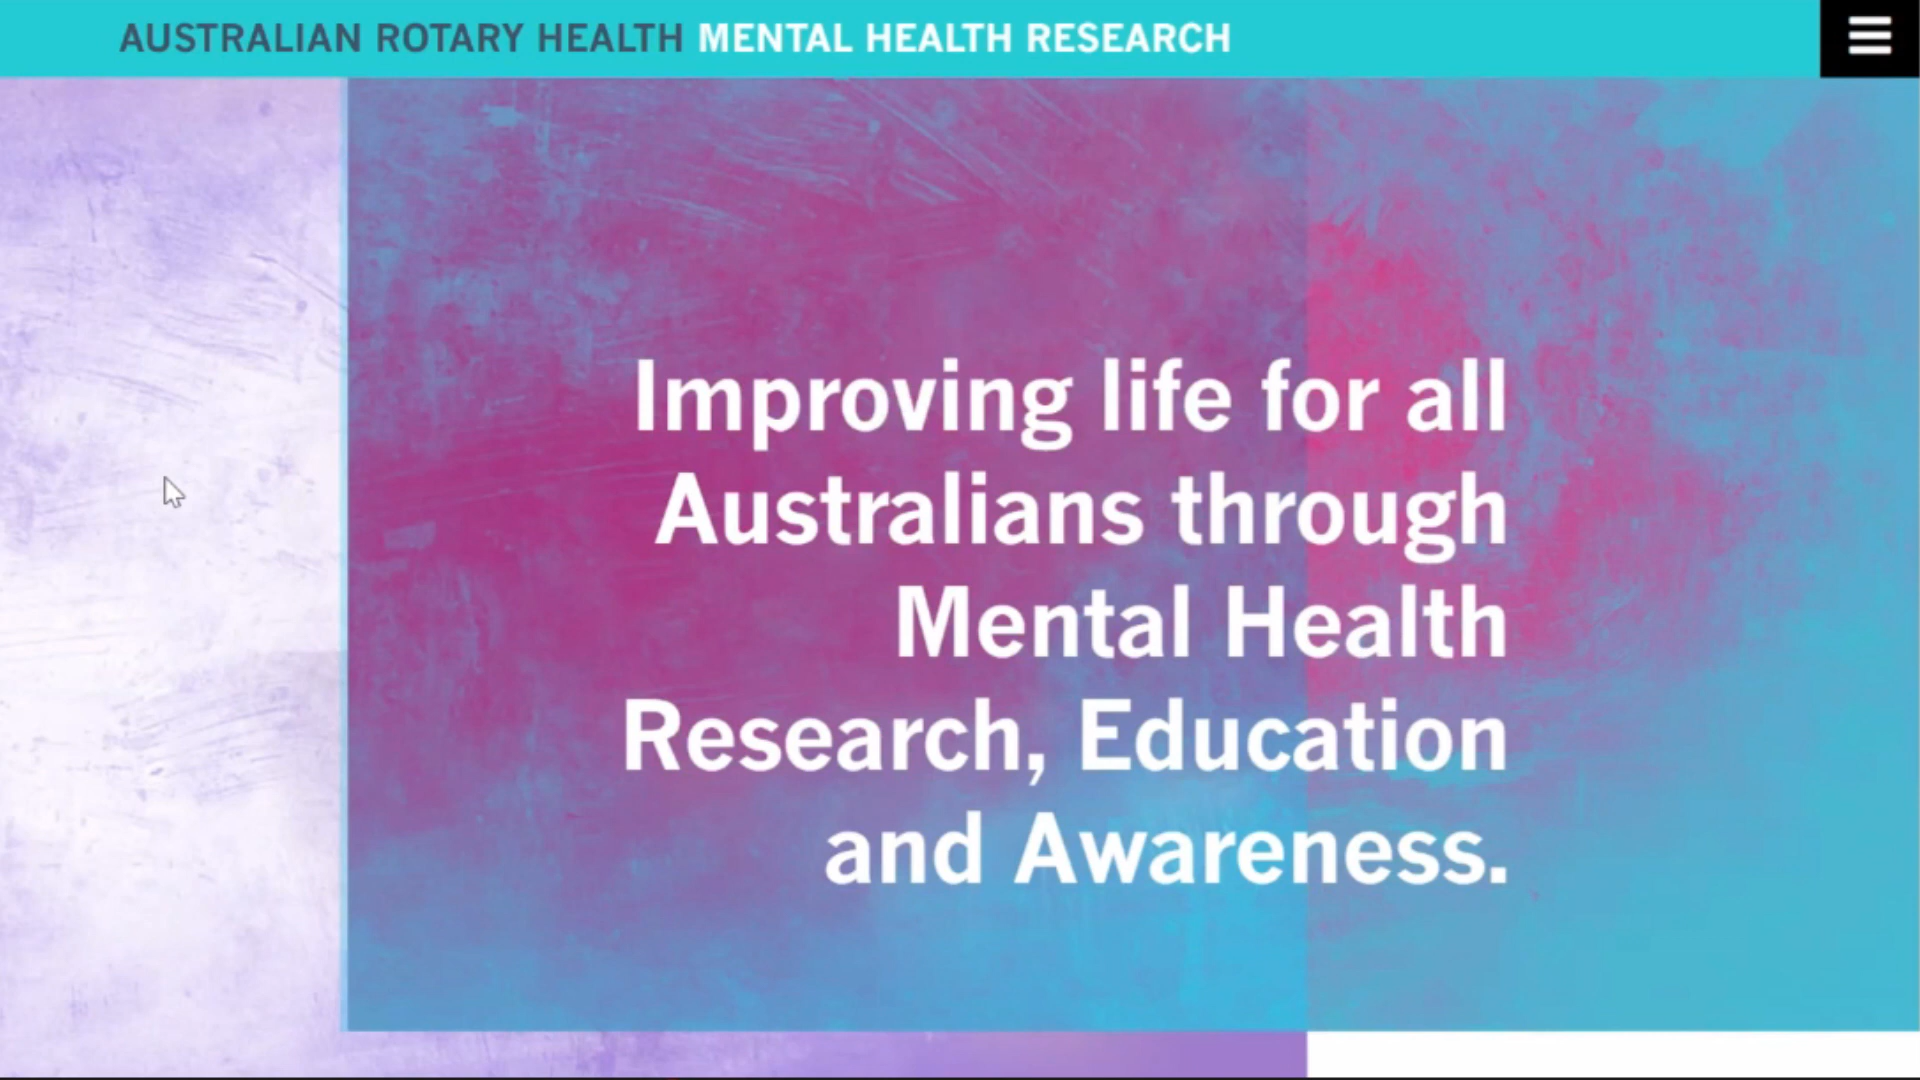 AUSTRALIAN ROTARY HEALTH MENTAL HEALTH RESEARCH
Improving life for all
Australians through
Mental Health
Research, Education
and Awareness.